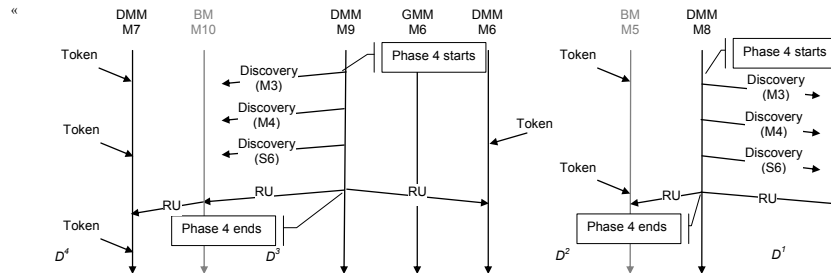 «
DMM M7
BM M10
DMM M9
GMM M6
DMM M6
BM M5
DMM M8
Token
Phase 4 starts
Token
Phase 4 starts
Discovery (M3)
Discovery (M3)
Discovery (M4)
Discovery (M4)
Token
Token
Discovery (S6)
Discovery (S6)
Token
RU
RU
RU
RU
RU
Phase 4 ends
Phase 4 ends
Token
D⁴
D³
D²
D¹